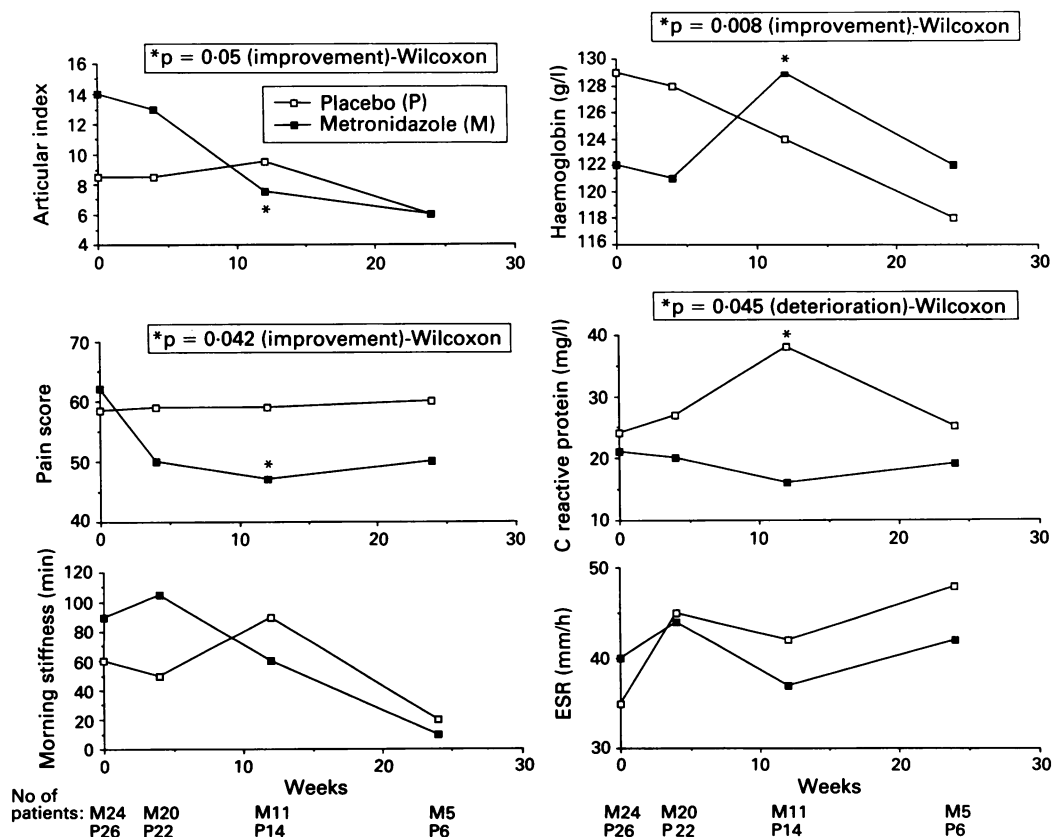 *p = 0·05 (improvement)-Wilcoxon
Articular index
16
14
12
10
8
6
4
Placebo (P)
Metronidazole (M)
*
0 10 20 30
*p = 0·008 (improvement)-Wilcoxon
Haemoglobin (g/l)
130
128
126
124
122
120
118
116
*
0 10 20 30
*p = 0·042 (improvement)-Wilcoxon
Pain score
70
60
50
40
*
0 10 20 30
*p = 0·045 (deterioration)-Wilcoxon
C reactive protein (mg/l)
40
30
20
10
*
0 10 20 30
Morning stiffness (min)
120
100
80
60
40
20
0
0 10 20 30
Weeks
ESR (mm/h)
50
40
30
0 10 20 30
Weeks
No of
patients: M24 M20 M11 M5
P26 P22 P14 P6
M24 M20 M11 M5
P26 P22 P14 P6